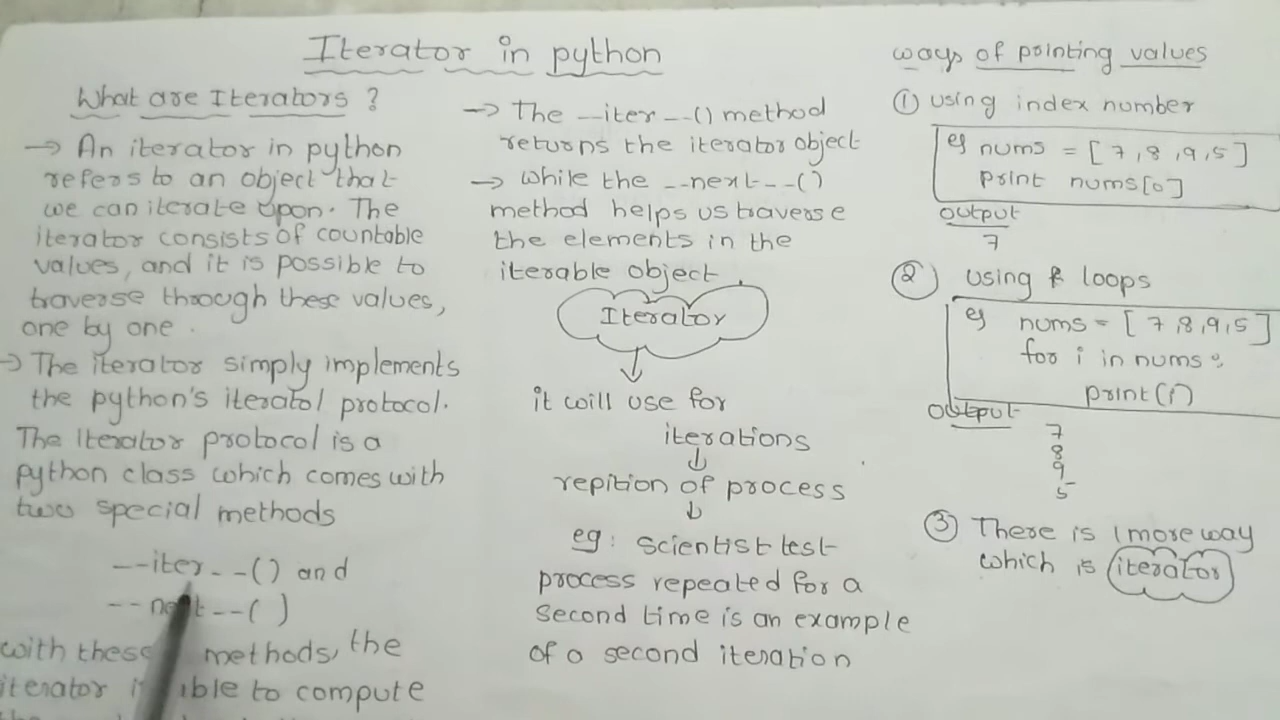 Iterator in python
What are Iterators ?
→ An iterator in python
refers to an object that
we can iterate upon. The
iterator consists of countable
values, and it is possible to
traverse through these values,
one by one .
→ The iterator simply implements
the python's iterator protocol.
The Iterator protocol is a
python class which comes with
two special methods
--iter--() and
--next--( )
with these methods, the
iterator is able to compute
→ The --iter--() method
returns the iterator object
→ while the --next--()
method helps us traverse
the elements in the
iterable object
Iterator
it will use for
iterations
repition of process
eg: scientist test
process repeated for a
second time is an example
of a second iteration
ways of printing values
① using index number
eg nums = [ 7,8,9,5]
print nums[0]
output
7
② using loops
eg nums = [ 7,8,9,5]
for i in nums:
print(i)
output
7
8
9
5
③ There is 1 more way
which is iterator